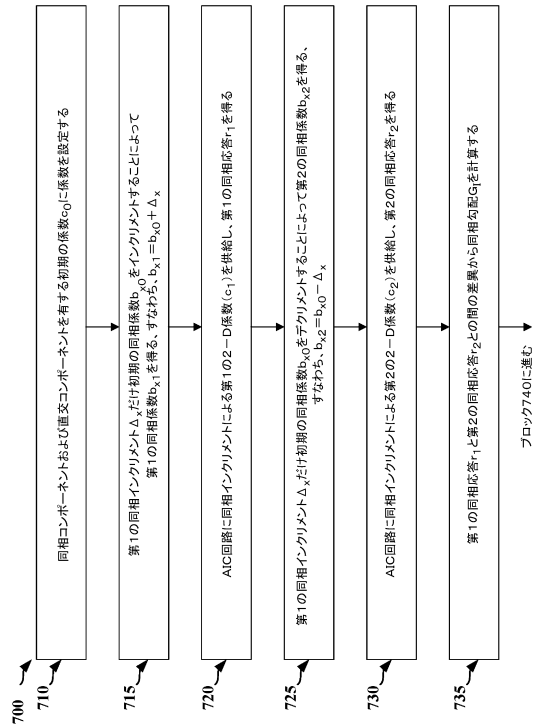 700
710
同相コンポーネントおよび直交コンポーネントを有する初期の係数c0に係数を設定する
715
第1の同相インクリメントΔxだけ初期の同相係数bx0をインクリメントすることによって
第1の同相係数bx1を得る、すなわち、bx1=bx0+Δx
720
AIC回路に同相インクリメントによる第1の2-D係数(c1)を供給し、第1の同相応答r1を得る
725
第1の同相インクリメントΔxだけ初期の同相係数bx0をデクリメントすることによって第2の同相係数bx2を得る、
すなわち、bx2=bx0-Δx
730
AIC回路に同相インクリメントによる第2の2-D係数(c2)を供給し、第2の同相応答r2を得る
735
第1の同相応答r1と第2の同相応答r2との間の差異から同相勾配GIを計算する
ブロック740に進む